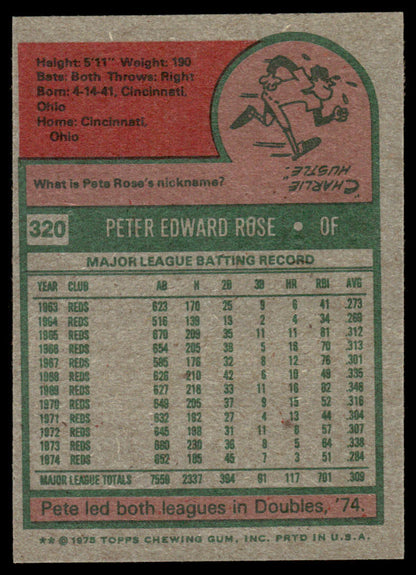 Height: 5'11" Weight: 190
Bats: Both Throws: Right
Born: 4-14-41, Cincinnati,
Ohio
Home: Cincinnati,
Ohio
"CHARLIE
HUSTLE"
What is Pete Rose's nickname?
320 PETER EDWARD ROSE • OF
MAJOR LEAGUE BATTING RECORD
YEAR CLUB AB H 2B 3B HR RBI AVG
1963 REDS 623 170 25 9 6 41 .273
1964 REDS 516 139 13 2 4 34 .269
1965 REDS 670 209 35 11 11 81 .312
1966 REDS 654 205 38 5 16 70 .313
1967 REDS 585 176 32 8 12 76 .301
1968 REDS 626 210 42 6 10 49 .335
1969 REDS 627 218 33 11 16 82 .348
1970 REDS 649 205 37 9 15 52 .316
1971 REDS 632 192 27 4 13 44 .304
1972 REDS 645 198 31 11 6 57 .307
1973 REDS 680 230 36 8 5 64 .338
1974 REDS 652 185 45 7 3 51 .284
MAJOR LEAGUE TOTALS 7559 2337 394 91 117 701 .309
Pete led both leagues in Doubles, '74.
** © 1975 TOPPS CHEWING GUM, INC. PRTD IN U.S.A.